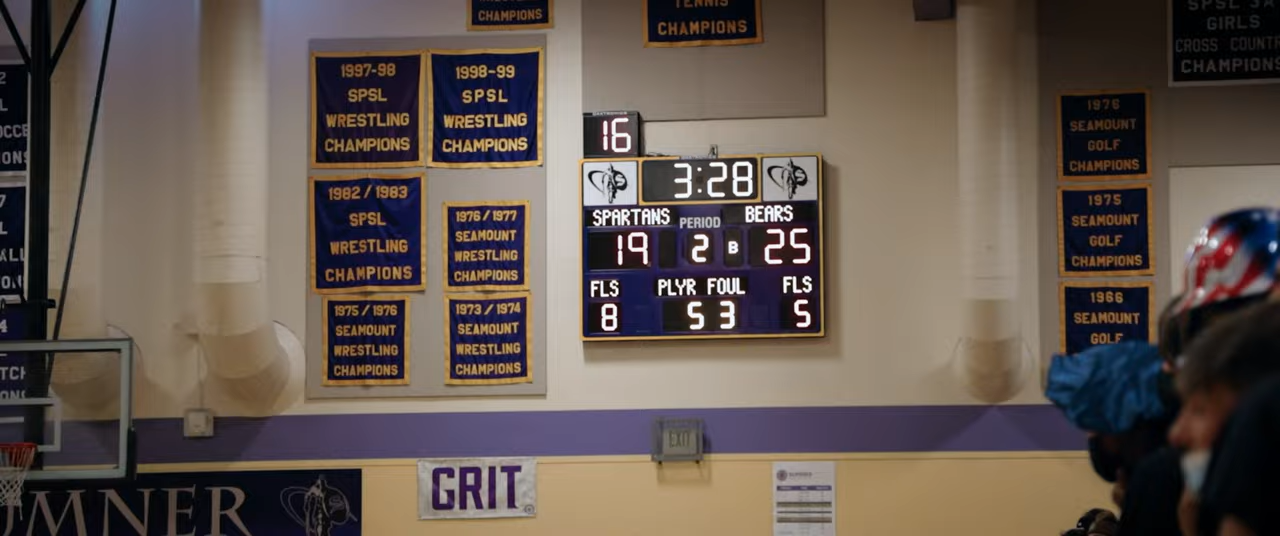 CHAMPIONS
TENNIS
CHAMPIONS
SPSL 3A
GIRLS
CROSS COUNT
CHAMPIONS
1997-98
SPSL
WRESTLING
CHAMPIONS
1998-99
SPSL
WRESTLING
CHAMPIONS
1982 / 1983
SPSL
WRESTLING
CHAMPIONS
1976 / 1977
SEAMOUNT
WRESTLING
CHAMPIONS
1975 / 1976
SEAMOUNT
WRESTLING
CHAMPIONS
1973 / 1974
SEAMOUNT
WRESTLING
CHAMPIONS
16
3:28
SPARTANS
PERIOD
BEARS
19
2
B
25
FLS
PLYR FOUL
FLS
8
53
5
1976
SEAMOUNT
GOLF
CHAMPIONS
1975
SEAMOUNT
GOLF
CHAMPIONS
1966
SEAMOUNT
GOLF
EXIT
GRIT
UMNER